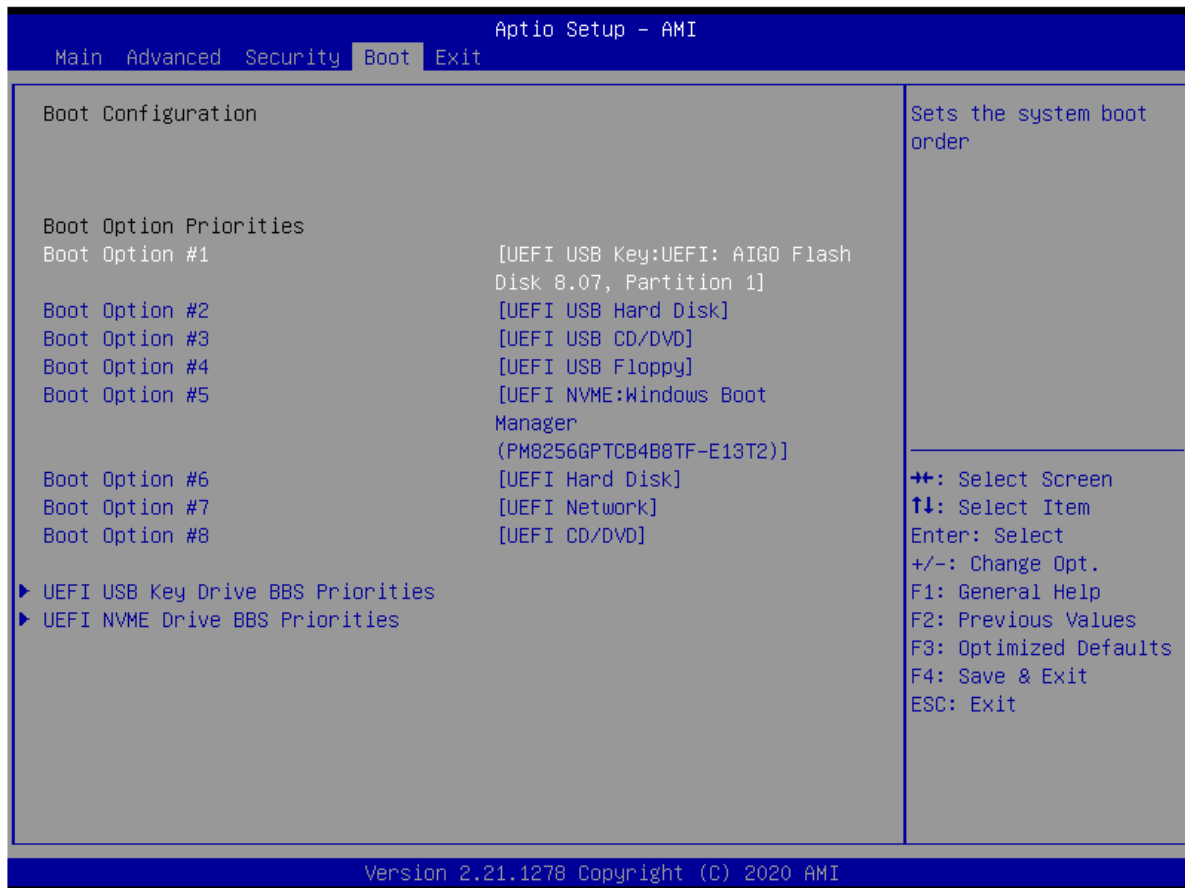 Aptio Setup - AMI
Main Advanced Security Boot Exit
Boot Configuration
Boot Option Priorities
Boot Option #1 [UEFI USB Key:UEFI: AIGO Flash
Disk 8.07, Partition 1]
Boot Option #2 [UEFI USB Hard Disk]
Boot Option #3 [UEFI USB CD/DVD]
Boot Option #4 [UEFI USB Floppy]
Boot Option #5 [UEFI NVME:Windows Boot
Manager
(PM8256GPTCB4B8TF-E13T2)]
Boot Option #6 [UEFI Hard Disk]
Boot Option #7 [UEFI Network]
Boot Option #8 [UEFI CD/DVD]
UEFI USB Key Drive BBS Priorities
UEFI NVME Drive BBS Priorities
Sets the system boot
order
→←: Select Screen
↑↓: Select Item
Enter: Select
+/-: Change Opt.
F1: General Help
F2: Previous Values
F3: Optimized Defaults
F4: Save & Exit
ESC: Exit
Version 2.21.1278 Copyright (C) 2020 AMI